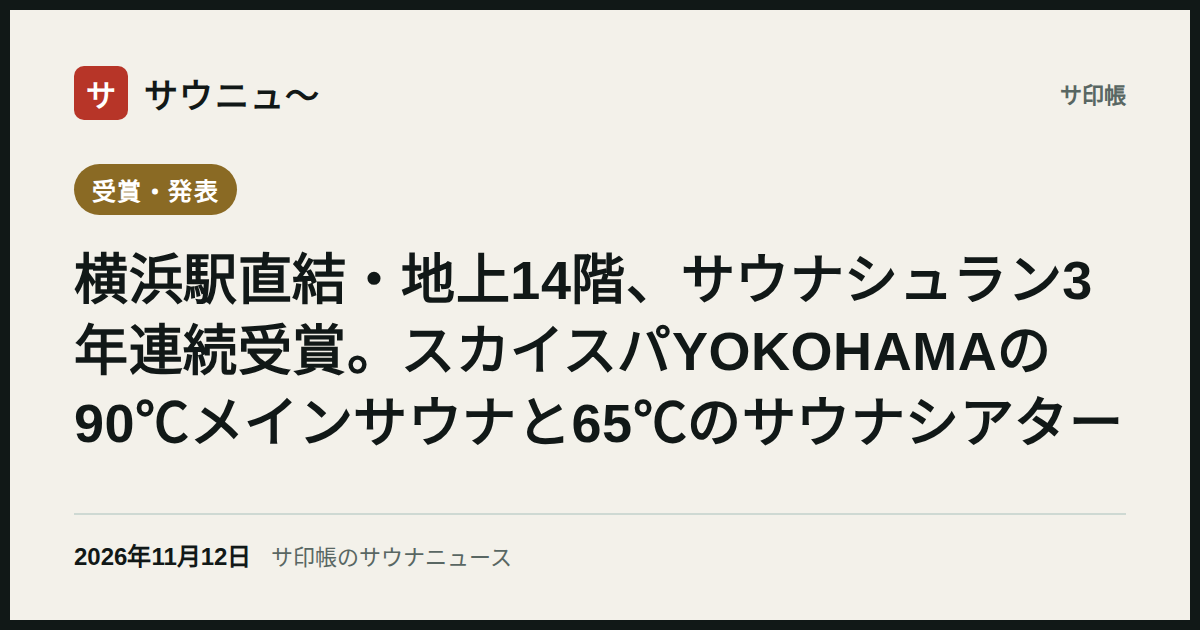 サ サウニュ〜 サ印帳
受賞・発表
横浜駅直結・地上14階、サウナシュラン3
年連続受賞。スカイスパYOKOHAMAの
90℃メインサウナと65℃のサウナシアター
2026年11月12日 サ印帳のサウナニュース